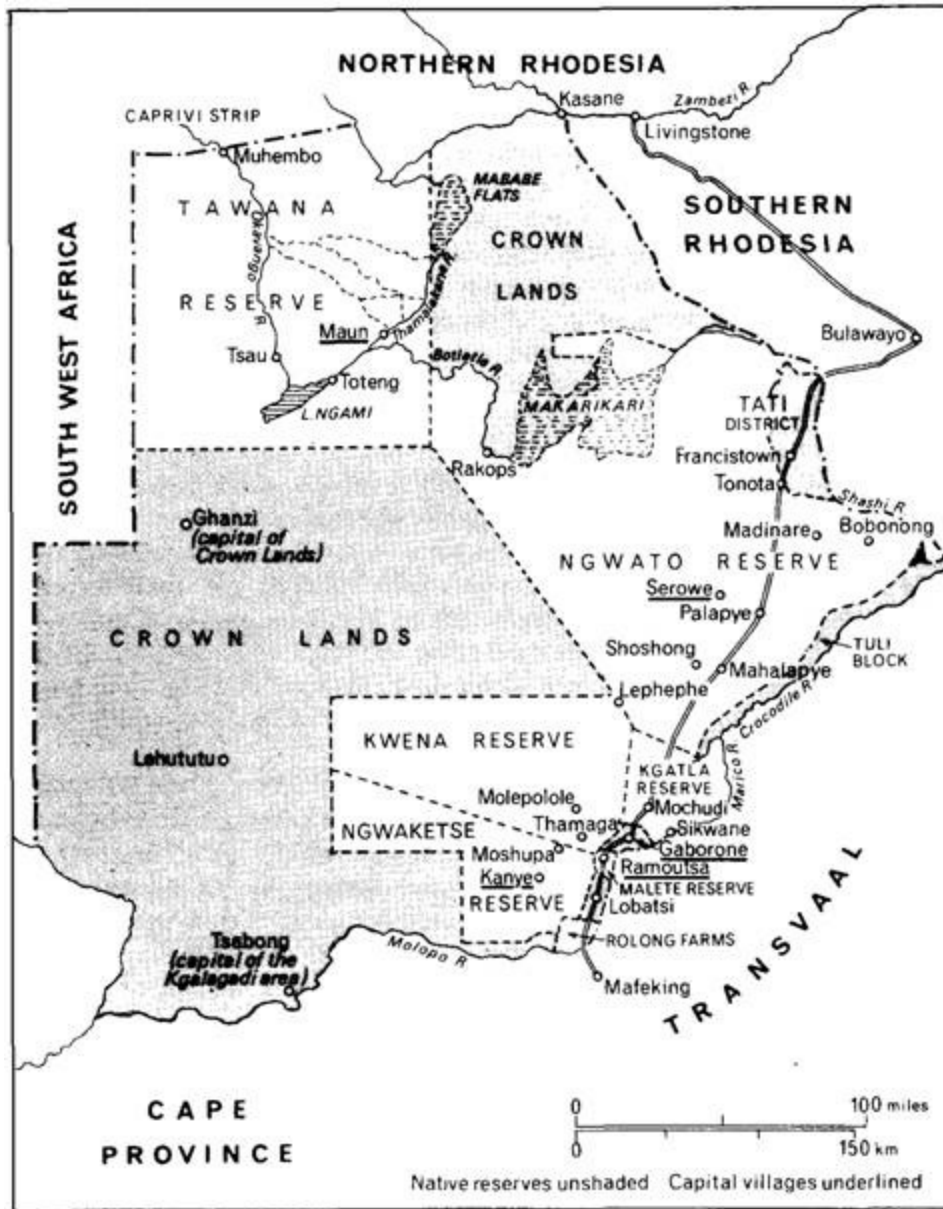 NORTHERN RHODESIA
Kasane
Zambezi R
Livingstone
CAPRIVI STRIP
Muhembo
MABABE
FLATS
SOUTHERN
RHODESIA
TAWANA
CROWN
LANDS
Okavango
R
RESERVE
Thamalakane R.
SOUTH WEST AFRICA
Maun
Bulawayo
Tsau
Botletle R
Toteng
L.NGAMI
MAKARIKARI
TATI
DISTRICT
Francistown
Rakops
Tonota
Shashi R
Ghanzi
(capital of
Crown Lands)
Madinare
Bobonong
NGWATO RESERVE
Serowe
Palapye
CROWN LANDS
TULI
BLOCK
Shoshong
Mahalapye
Crocodile R
Lephephe
KWENA RESERVE
Lehututu
KGATLA
RESERVE
Marico R
Molepolole
Mochudi
Thamaga
Sikwane
NGWAKETSE
Gaborone
Moshupa
Ramoutsa
Kanye
MALETE RESERVE
RESERVE
Lobatsi
TRANSVAAL
Tsabong
(capital of the
Kgalagadi area)
Molopo R
ROLONG FARMS
Mafeking
CAPE
PROVINCE
0 100 miles
0 150 km
Native reserves unshaded Capital villages underlined